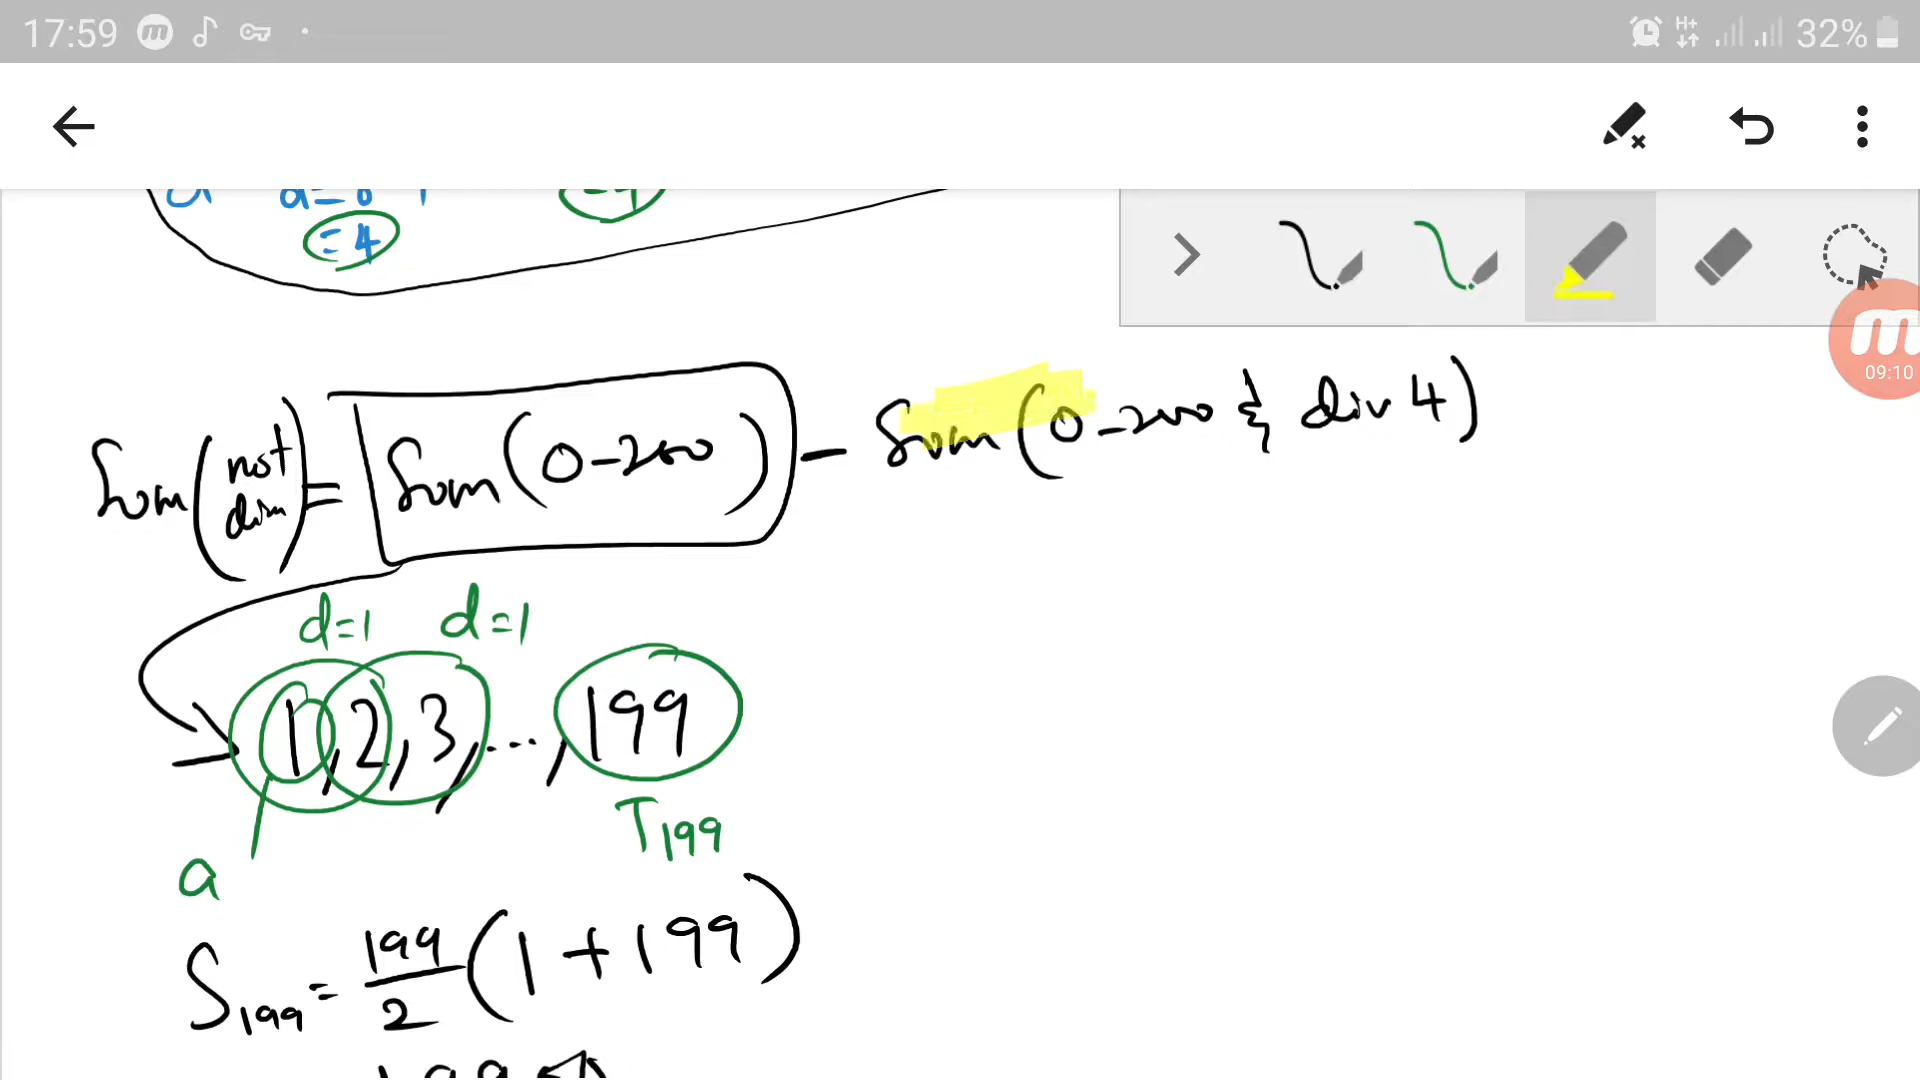 17:59 32%
= 4
09:10
Sum (not div) = Sum (0-200) - Sum (0-200 & div 4)
d=1 d=1
1, 2, 3, ..., 199
T199
a
S199 = 199/2 (1 + 199)